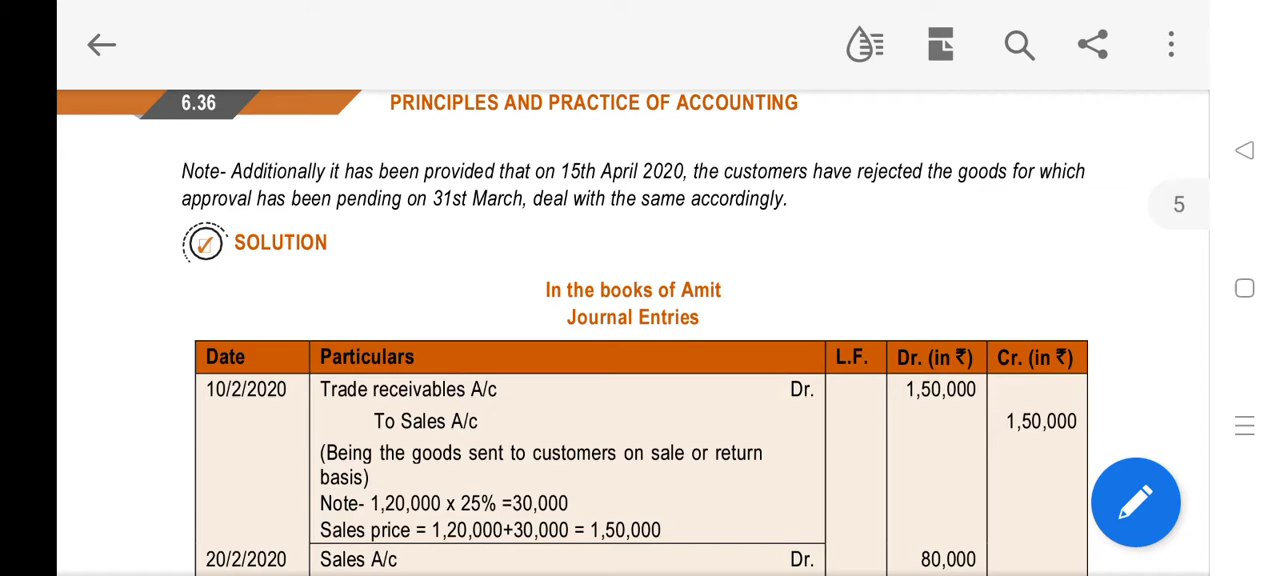 6.36 PRINCIPLES AND PRACTICE OF ACCOUNTING
Note- Additionally it has been provided that on 15th April 2020, the customers have rejected the goods for which
approval has been pending on 31st March, deal with the same accordingly.
5
SOLUTION
In the books of Amit
Journal Entries
Date Particulars L.F. Dr. (in ₹) Cr. (in ₹)
10/2/2020 Trade receivables A/c Dr. 1,50,000
To Sales A/c 1,50,000
(Being the goods sent to customers on sale or return
basis)
Note- 1,20,000 x 25% =30,000
Sales price = 1,20,000+30,000 = 1,50,000
20/2/2020 Sales A/c Dr. 80,000